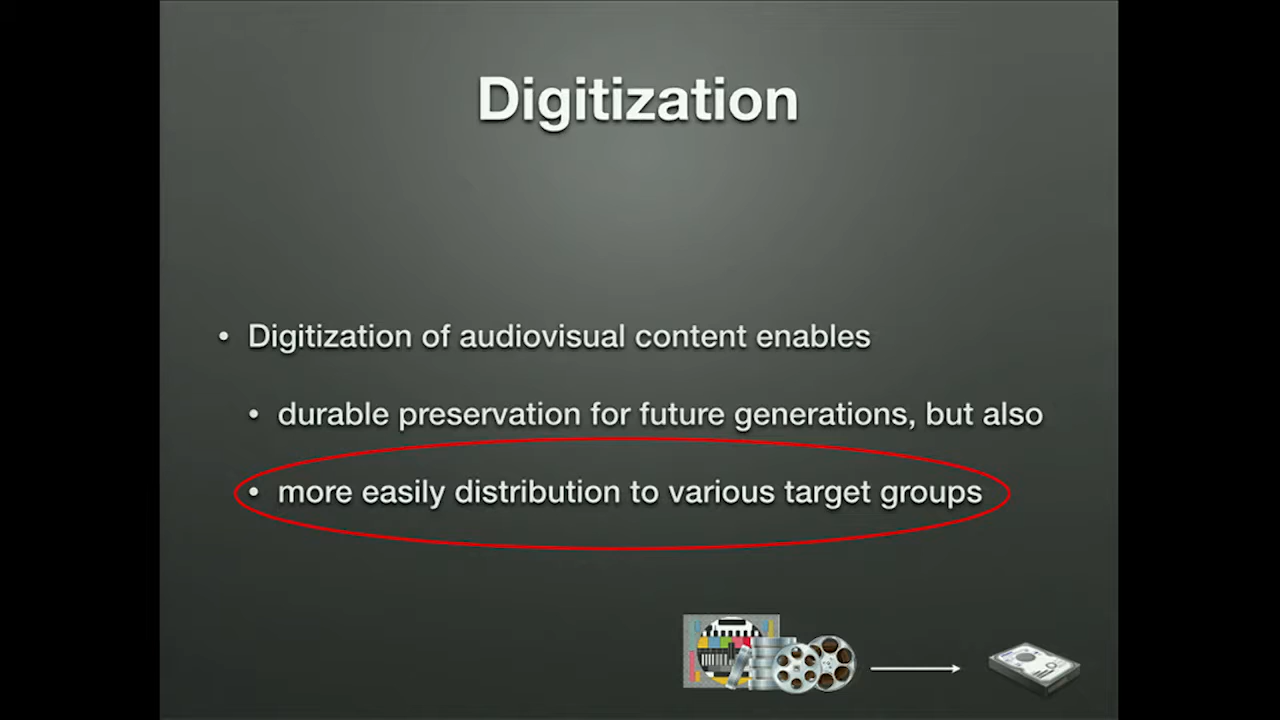 Digitization
• Digitization of audiovisual content enables
• durable preservation for future generations, but also
• more easily distribution to various target groups